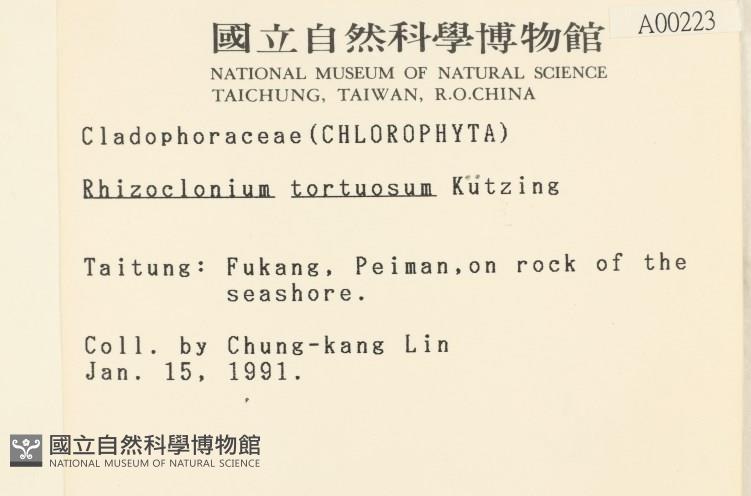 國立自然科學博物館
A00223
NATIONAL MUSEUM OF NATURAL SCIENCE
TAICHUNG, TAIWAN, R.O.CHINA
Cladophoraceae(CHLOROPHYTA)
Rhizoclonium tortuosum Kützing
Taitung: Fukang, Peiman,on rock of the
seashore.
Coll. by Chung-kang Lin
Jan. 15, 1991.
國立自然科學博物館
NATIONAL MUSEUM OF NATURAL SCIENCE